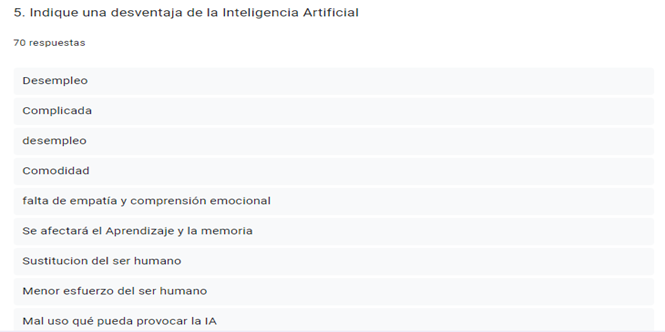 5. Indique una desventaja de la Inteligencia Artificial
70 respuestas
Desempleo
Complicada
desempleo
Comodidad
falta de empatía y comprensión emocional
Se afectará el Aprendizaje y la memoria
Sustitucion del ser humano
Menor esfuerzo del ser humano
Mal uso qué pueda provocar la IA